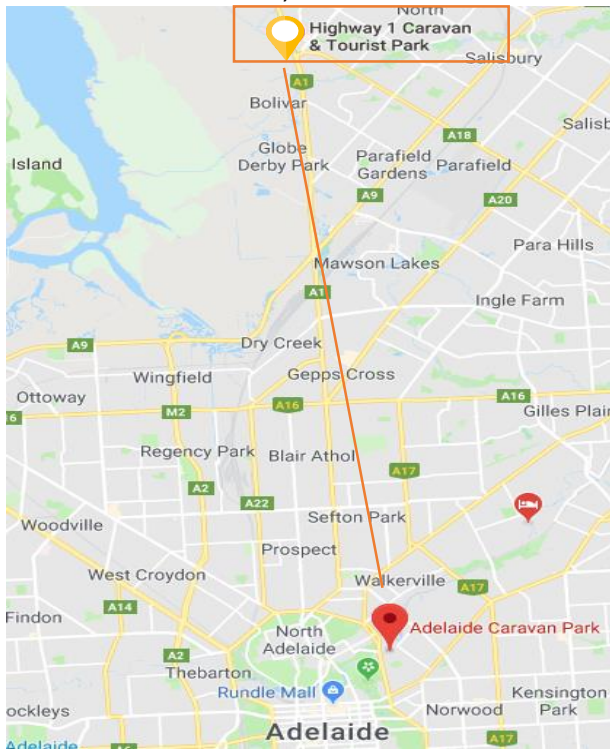 North
Highway 1 Caravan
& Tourist Park
Salisbury
A1
Bolivar
A18
Salisb
Globe
Derby Park
Parafield
Gardens
Parafield
Island
A9
A20
Para Hills
Mawson Lakes
A1
Ingle Farm
A9
Dry Creek
Wingfield
Gepps Cross
Ottoway
A16
A16
6
M2
Gilles Plain
Regency Park
Blair Athol
A17
A2
A22
Sefton Park
Woodville
Prospect
West Croydon
Walkerville
A17
A14
Findon
North
Adelaide
Adelaide Caravan Park
A2
Thebarton
Rundle Mall
Kensington
Park
ockleys
Norwood
Adelaide
A17
Adelaide